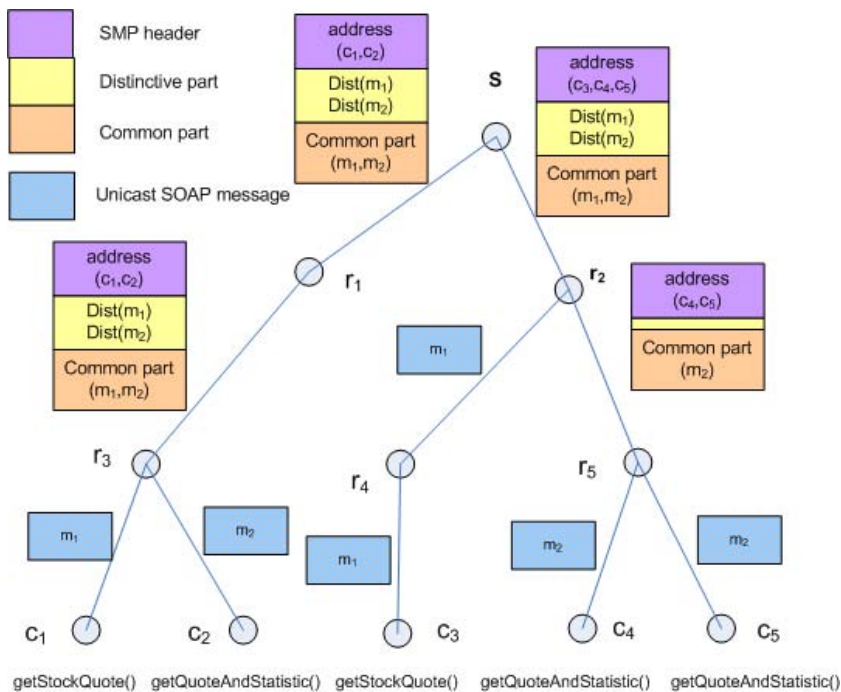 SMP header
Distinctive part
Common part
Unicast SOAP message
address
(c₁,c₂)
Dist(m₁)
Dist(m₂)
Common part
(m₁,m₂)
S
address
(c₃,c₄,c₅)
Dist(m₁)
Dist(m₂)
Common part
(m₁,m₂)
address
(c₁,c₂)
Dist(m₁)
Dist(m₂)
Common part
(m₁,m₂)
r₁
r₂
address
(c₄,c₅)
Common part
(m₂)
m₁
r₃
r₄
r₅
m₁
m₂
m₁
m₂
m₂
c₁
c₂
c₃
c₄
c₅
getStockQuote()
getQuoteAndStatistic()
getStockQuote()
getQuoteAndStatistic()
getQuoteAndStatistic()